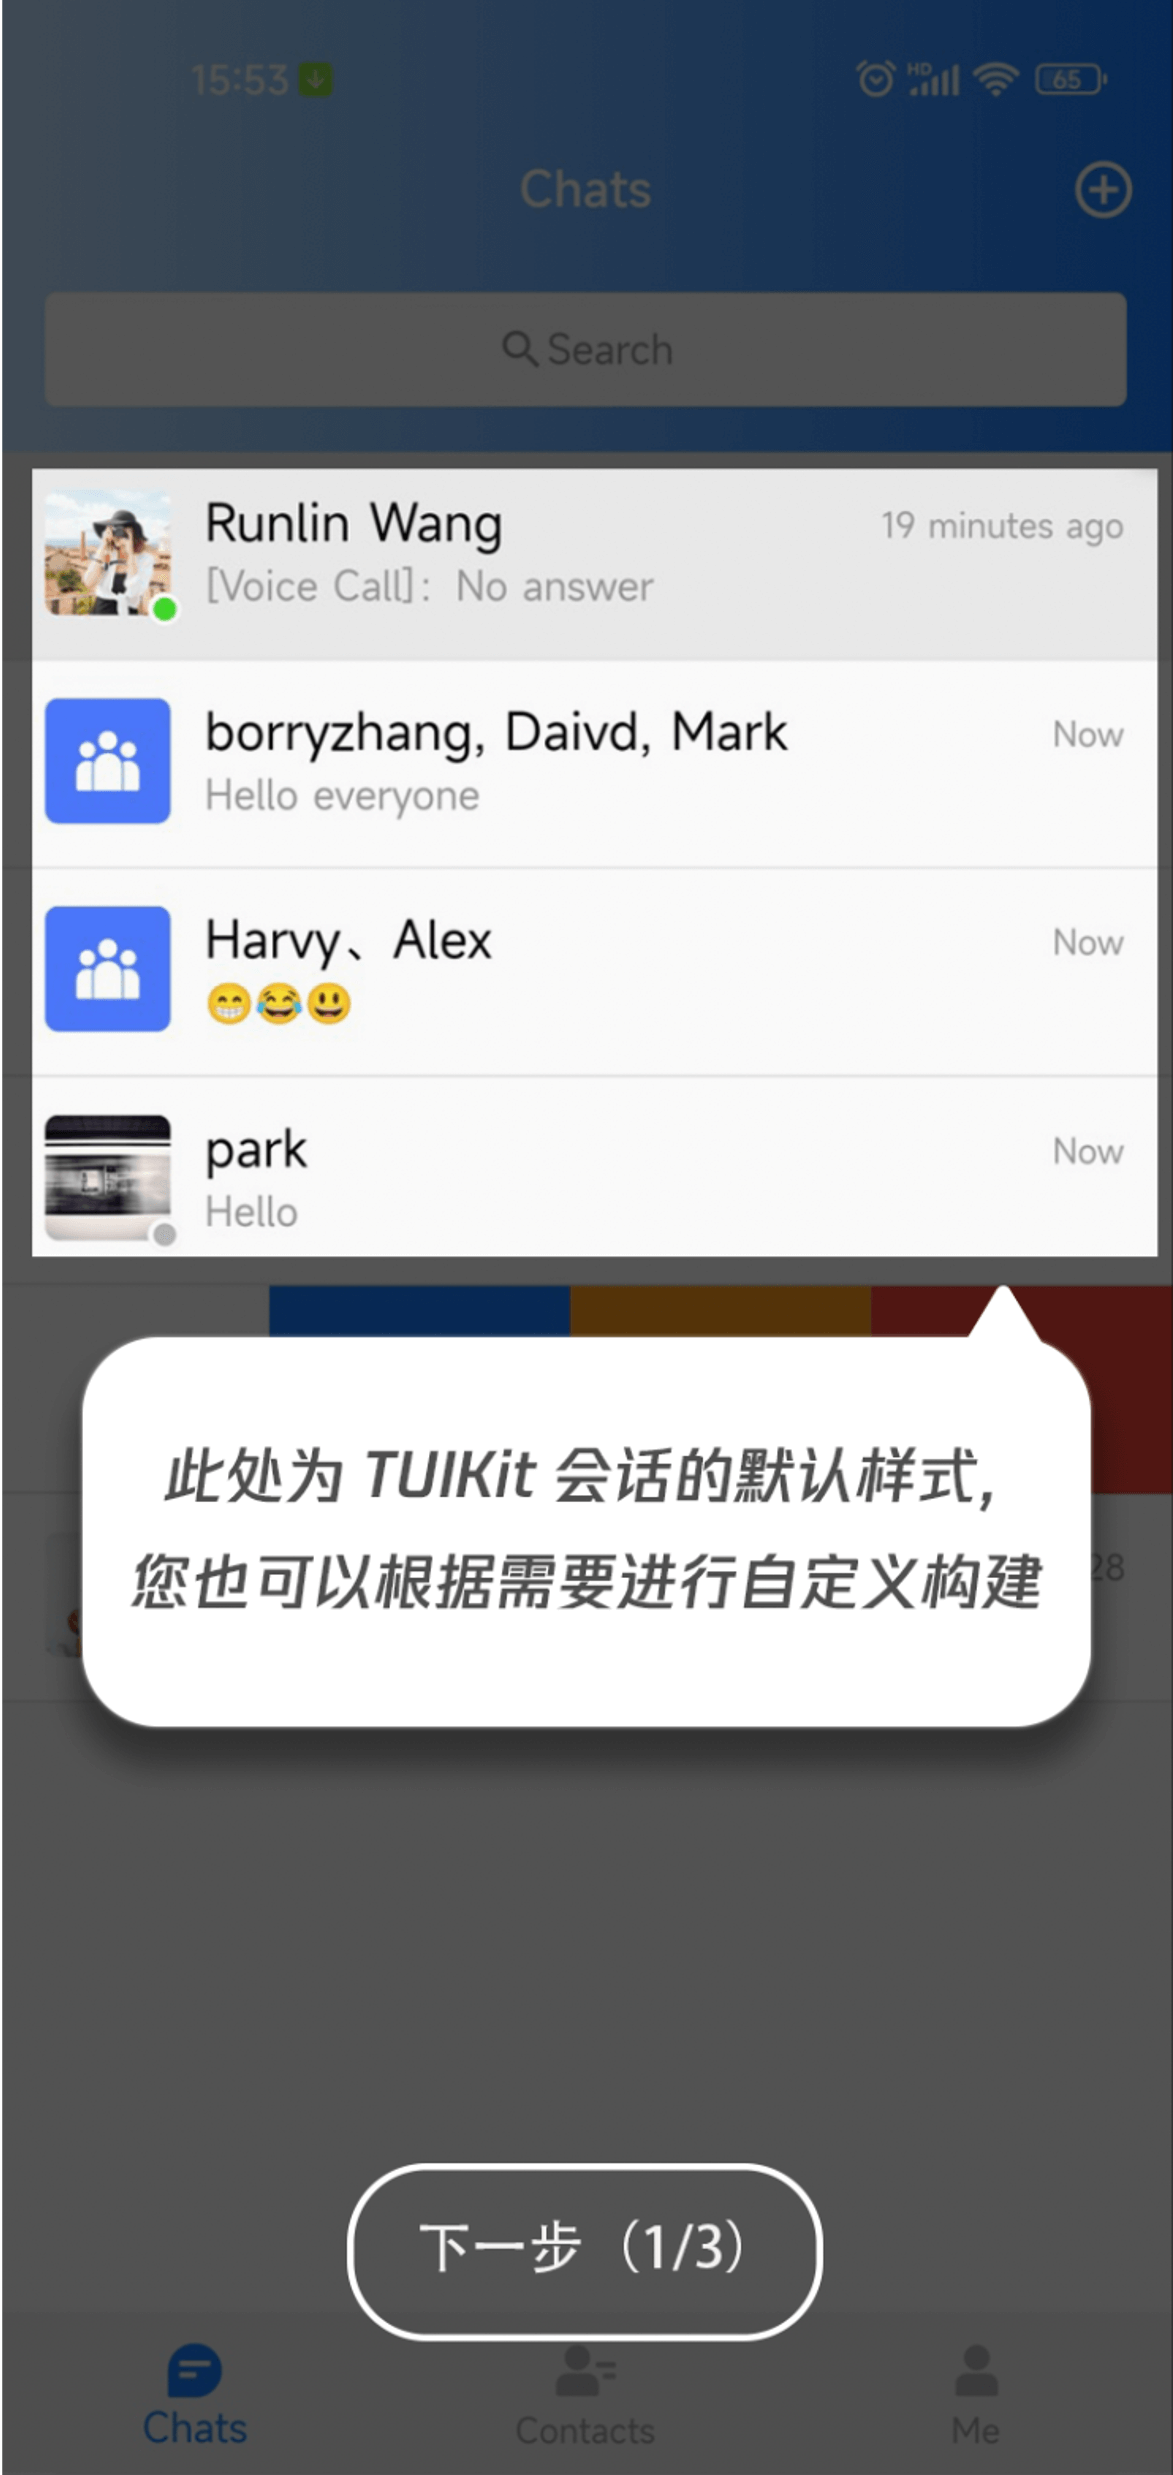 15:53
HD
65
Chats
Search
Runlin Wang
19 minutes ago
[Voice Call]: No answer
borryzhang, Daivd, Mark
Now
Hello everyone
Harvy、Alex
Now
😁😂😃
park
Now
Hello
此处为 TUIKit 会话的默认样式,
您也可以根据需要进行自定义构建
28
下一步（1/3）
Chats
Contacts
Me